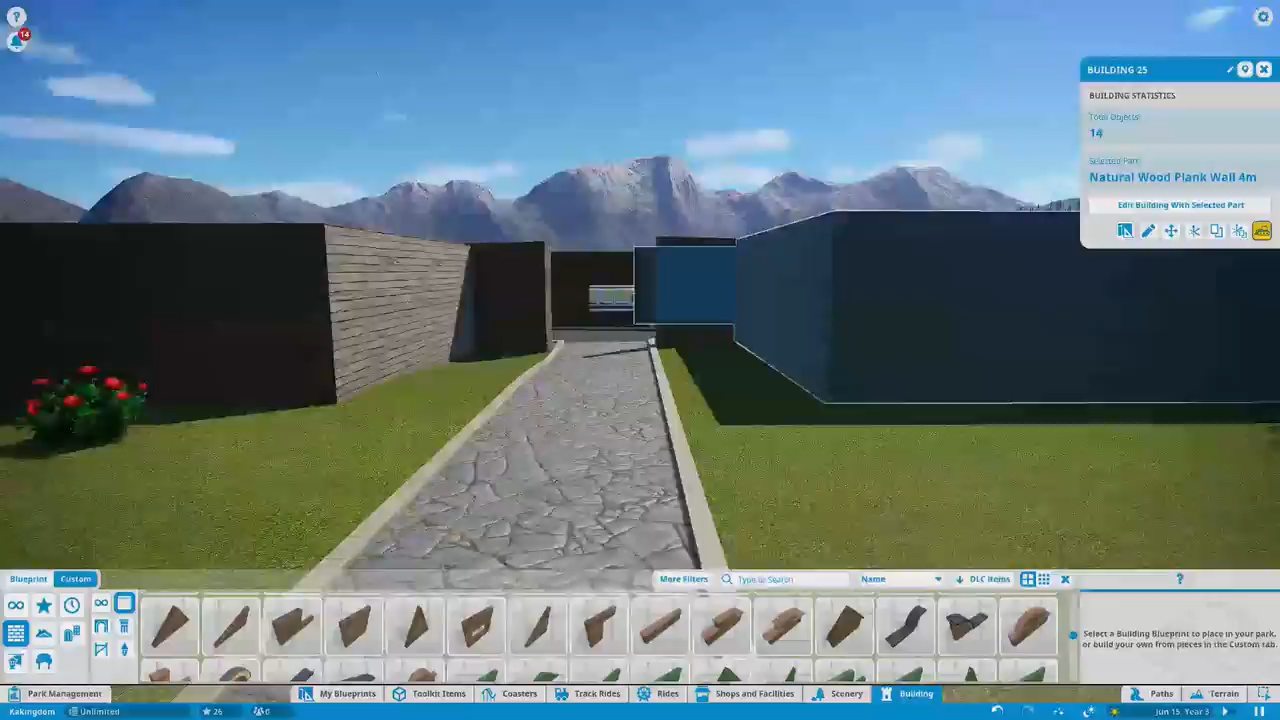 ?
14
BUILDING 25
BUILDING STATISTICS
Total Objects:
14
Selected Part:
Natural Wood Plank Wall 4m
Edit Building With Selected Part
Blueprint
Custom
More Filters
Type to Search
Name
DLC Items
?
Select a Building Blueprint to place in your park,
or build your own from pieces in the Custom tab.
Park Management
My Blueprints
Toolkit Items
Coasters
Track Rides
Rides
Shops and Facilities
Scenery
Building
Paths
Terrain
Kakingdom
Unlimited
26
0
Jun 15, Year 3